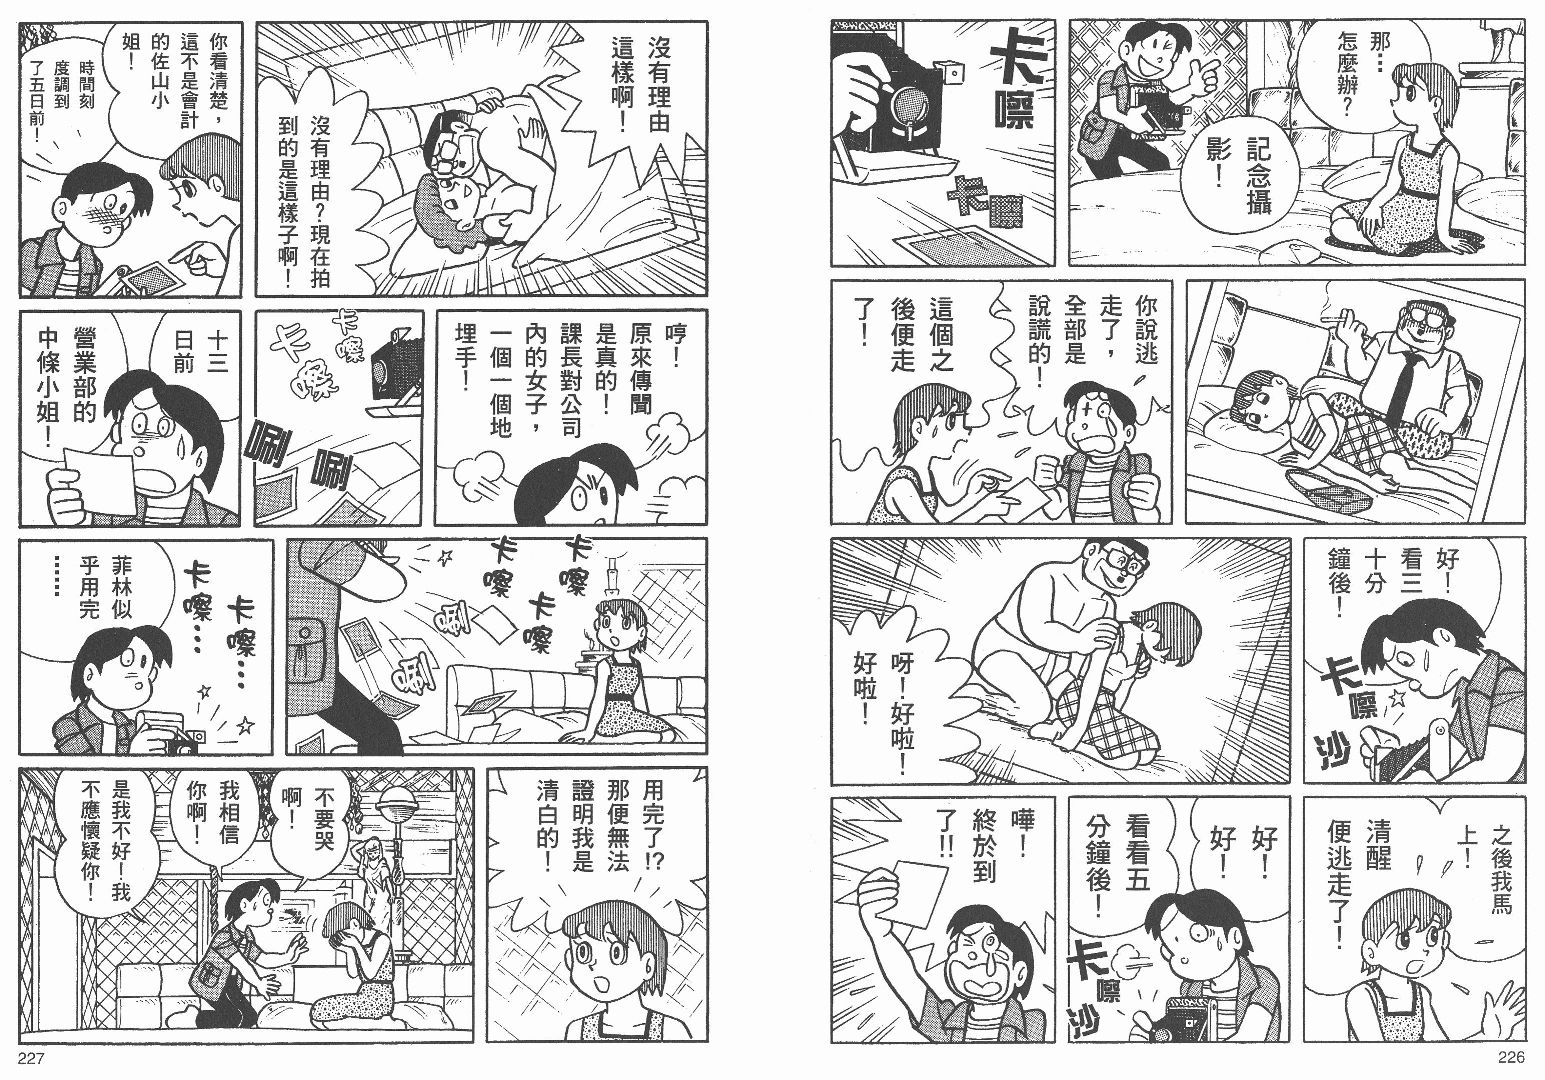 那…
怎麼辦?
記念攝
影!
卡嚓
卡嚓
你說逃
走了,
全部是
說謊的!
這個之
後便走
了!
好!
看三
十分
鐘後!
卡嚓
沙
呀!好啦!
好啦!
之後我馬
上!
清醒
便逃走了!
好!
好!
看看五
分鐘後!
卡嚓
沙
嘩!
終於到
了!!
226
沒有理由
這樣啊!
沒有理由?現在拍
到的是這樣子啊!
你看清楚,
這不是會計
的佐山小
姐!
時間刻
度調到
了五日前!
哼!
原來傳聞
是真的!
課長對公司
內的女子,
一個一個地
埋手!
卡嚓
卡嚓
唰
唰
十三
日前
營業部的
中條小姐!
卡嚓
卡嚓
卡嚓
唰
唰
卡嚓…
卡嚓…
菲林似
乎用完
……
用完了!?
那便無法
證明我是
清白的!
不要哭
啊!
我相信
你啊!
是我不好!我
不應懷疑你!
227